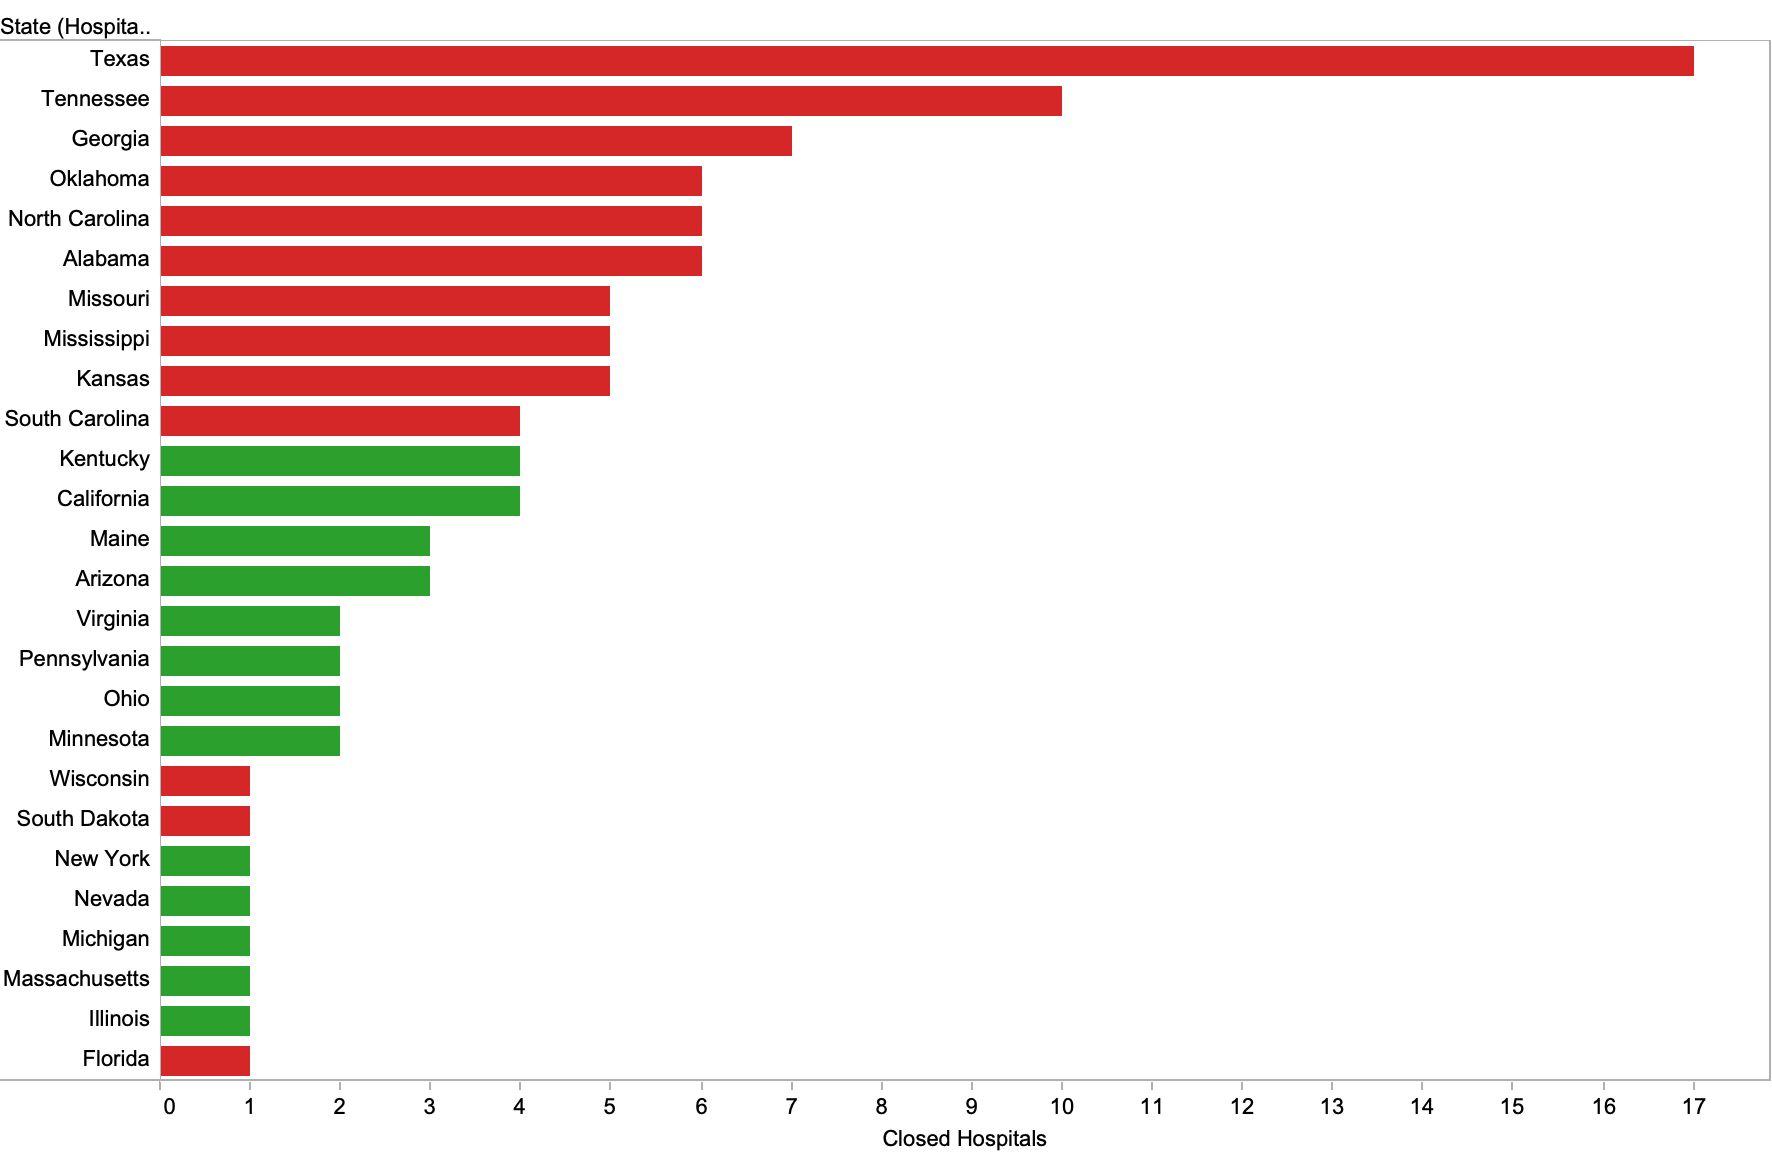 State (Hospita..
Texas
Tennessee
Georgia
Oklahoma
North Carolina
Alabama
Missouri
Mississippi
Kansas
South Carolina
Kentucky
California
Maine
Arizona
Virginia
Pennsylvania
Ohio
Minnesota
Wisconsin
South Dakota
New York
Nevada
Michigan
Massachusetts
Illinois
Florida
0 1 2 3 4 5 6 7 8 9 10 11 12 13 14 15 16 17
Closed Hospitals